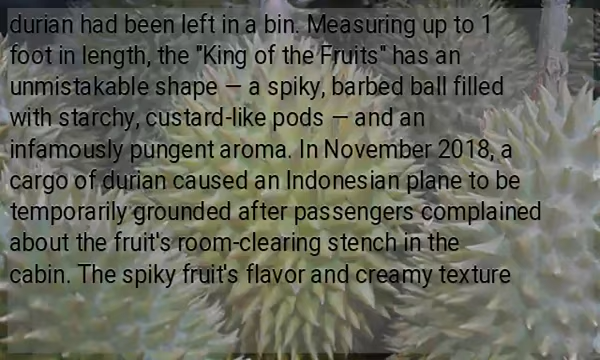 durian had been left in a bin. Measuring up to 1
foot in length, the "King of the Fruits" has an
unmistakable shape — a spiky, barbed ball filled
with starchy, custard-like pods — and an
infamously pungent aroma. In November 2018, a
cargo of durian caused an Indonesian plane to be
temporarily grounded after passengers complained
about the fruit's room-clearing stench in the
cabin. The spiky fruit's flavor and creamy texture